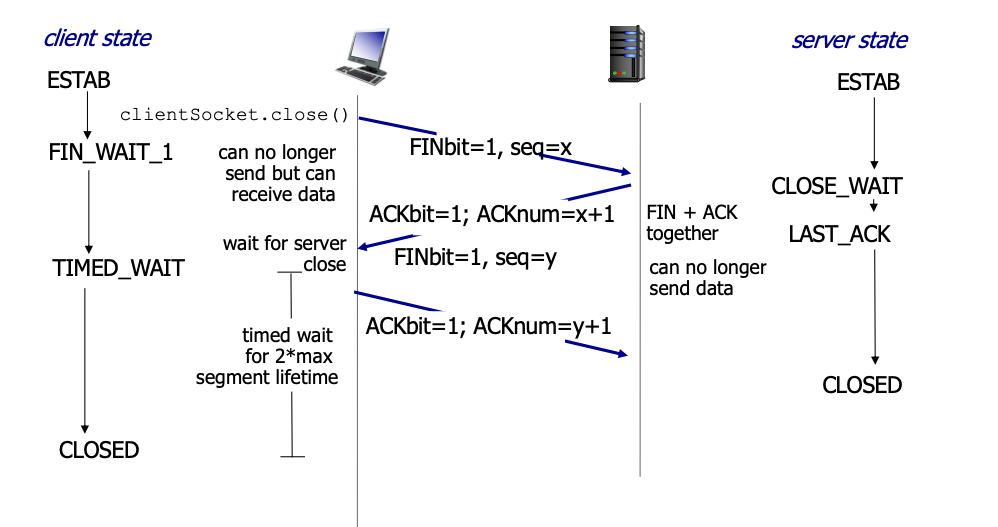 client state
server state
ESTAB
ESTAB
clientSocket.close()
FIN_WAIT_1
can no longer
send but can
receive data
FINbit=1, seq=x
CLOSE_WAIT
ACKbit=1; ACKnum=x+1
FIN + ACK
together
LAST_ACK
wait for server
close
FINbit=1, seq=y
TIMED_WAIT
can no longer
send data
ACKbit=1; ACKnum=y+1
timed wait
for 2*max
segment lifetime
CLOSED
CLOSED